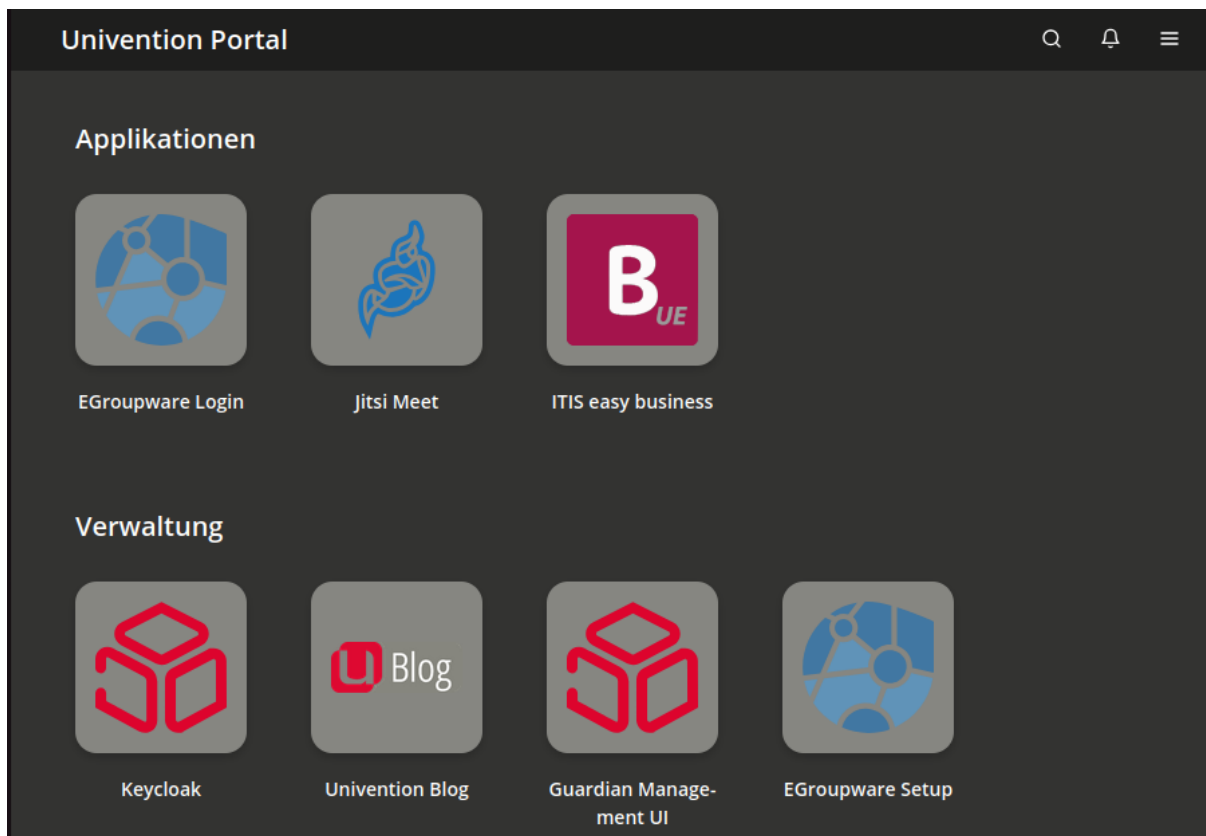 Univention Portal
Applikationen
B
UE
EGroupware Login
Jitsi Meet
ITIS easy business
Verwaltung
u Blog
Keycloak
Univention Blog
Guardian Manage-
ment UI
EGroupware Setup